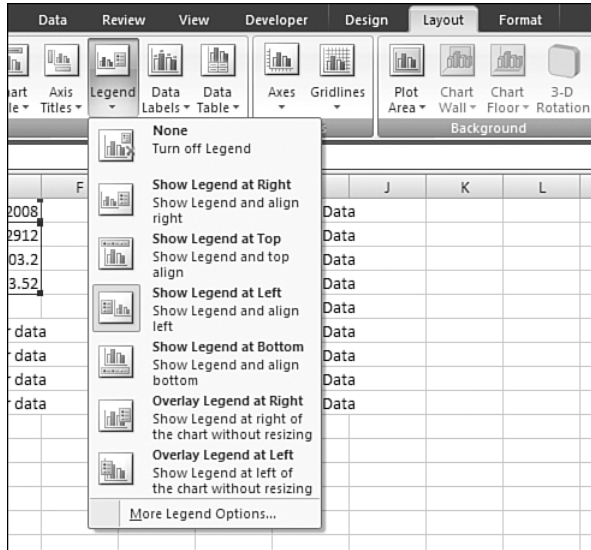 Data Review View Developer Design Layout Format
Axis Legend Data Data Axes Gridlines Plot Chart Chart 3-D
Titles Labels Table Area Wall Floor Rotation
Background
None
Turn off Legend
F J K L
Show Legend at Right
2008 Show Legend and align Data
2912 right Data
03.2 Show Legend at Top Data
Show Legend and top
3.52 align Data
Show Legend at Left
Show Legend and align Data
data left Data
data Show Legend at Bottom Data
Show Legend and align
data bottom Data
data Overlay Legend at Right Data
Show Legend at right of
the chart without resizing
Overlay Legend at Left
Show Legend at left of
the chart without resizing
More Legend Options...